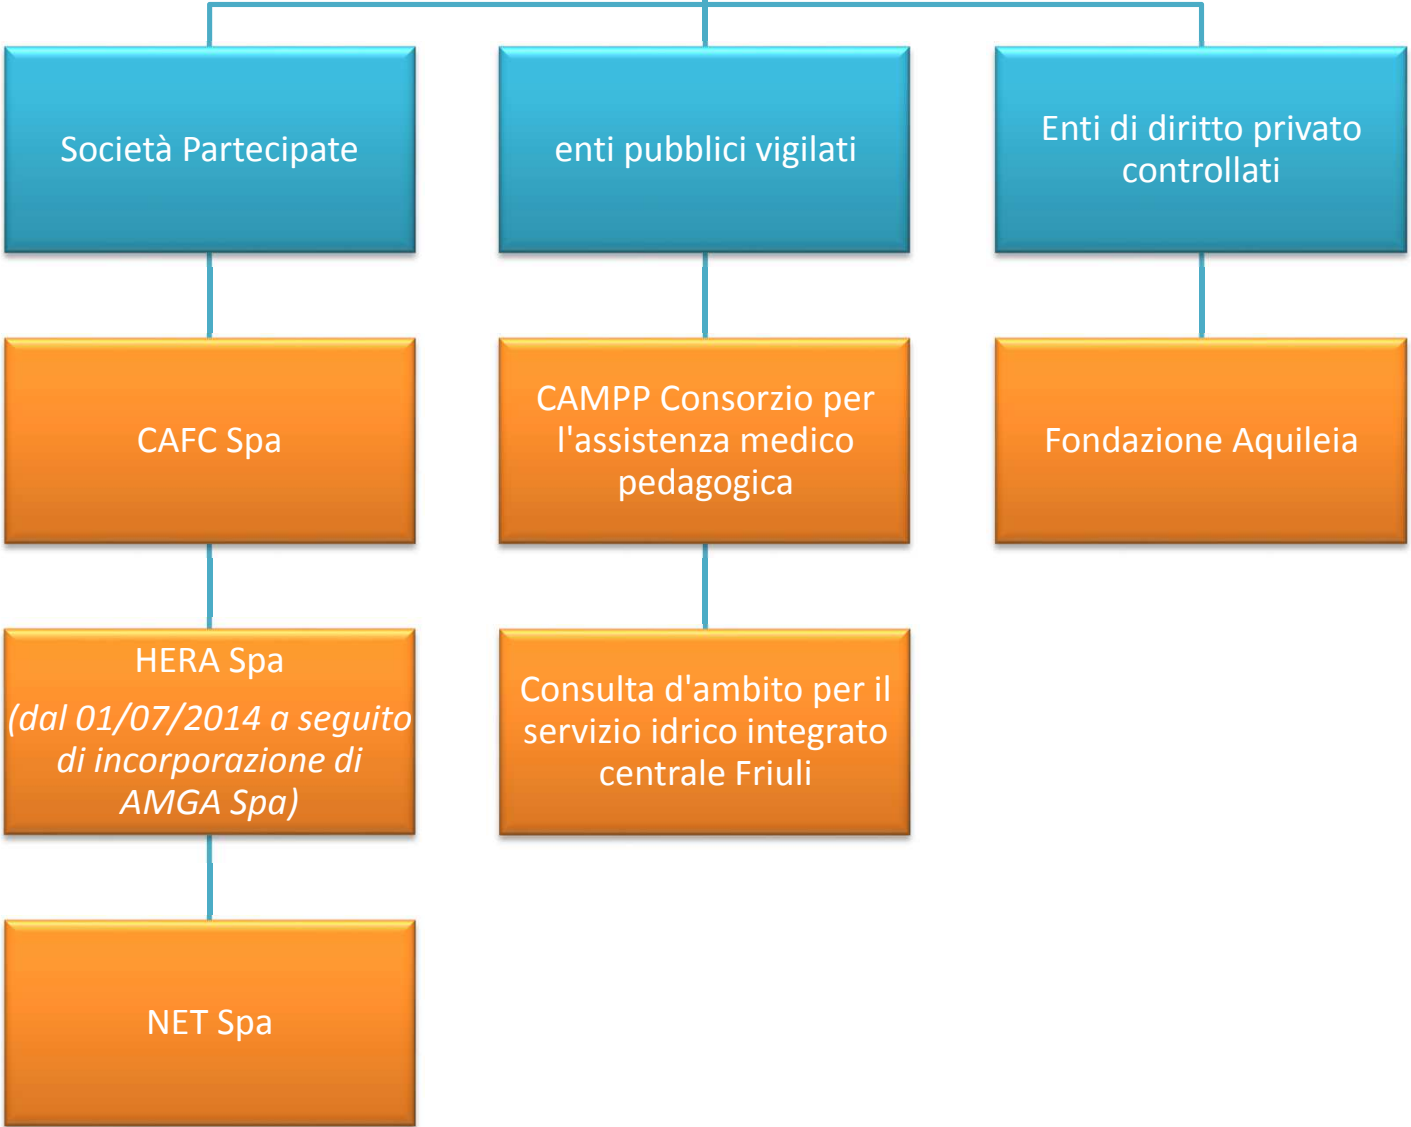 Società Partecipate
enti pubblici vigilati
Enti di diritto privato
controllati
CAFC Spa
CAMPP Consorzio per
l'assistenza medico
pedagogica
Fondazione Aquileia
HERA Spa
(dal 01/07/2014 a seguito
di incorporazione di
AMGA Spa)
Consulta d'ambito per il
servizio idrico integrato
centrale Friuli
NET Spa